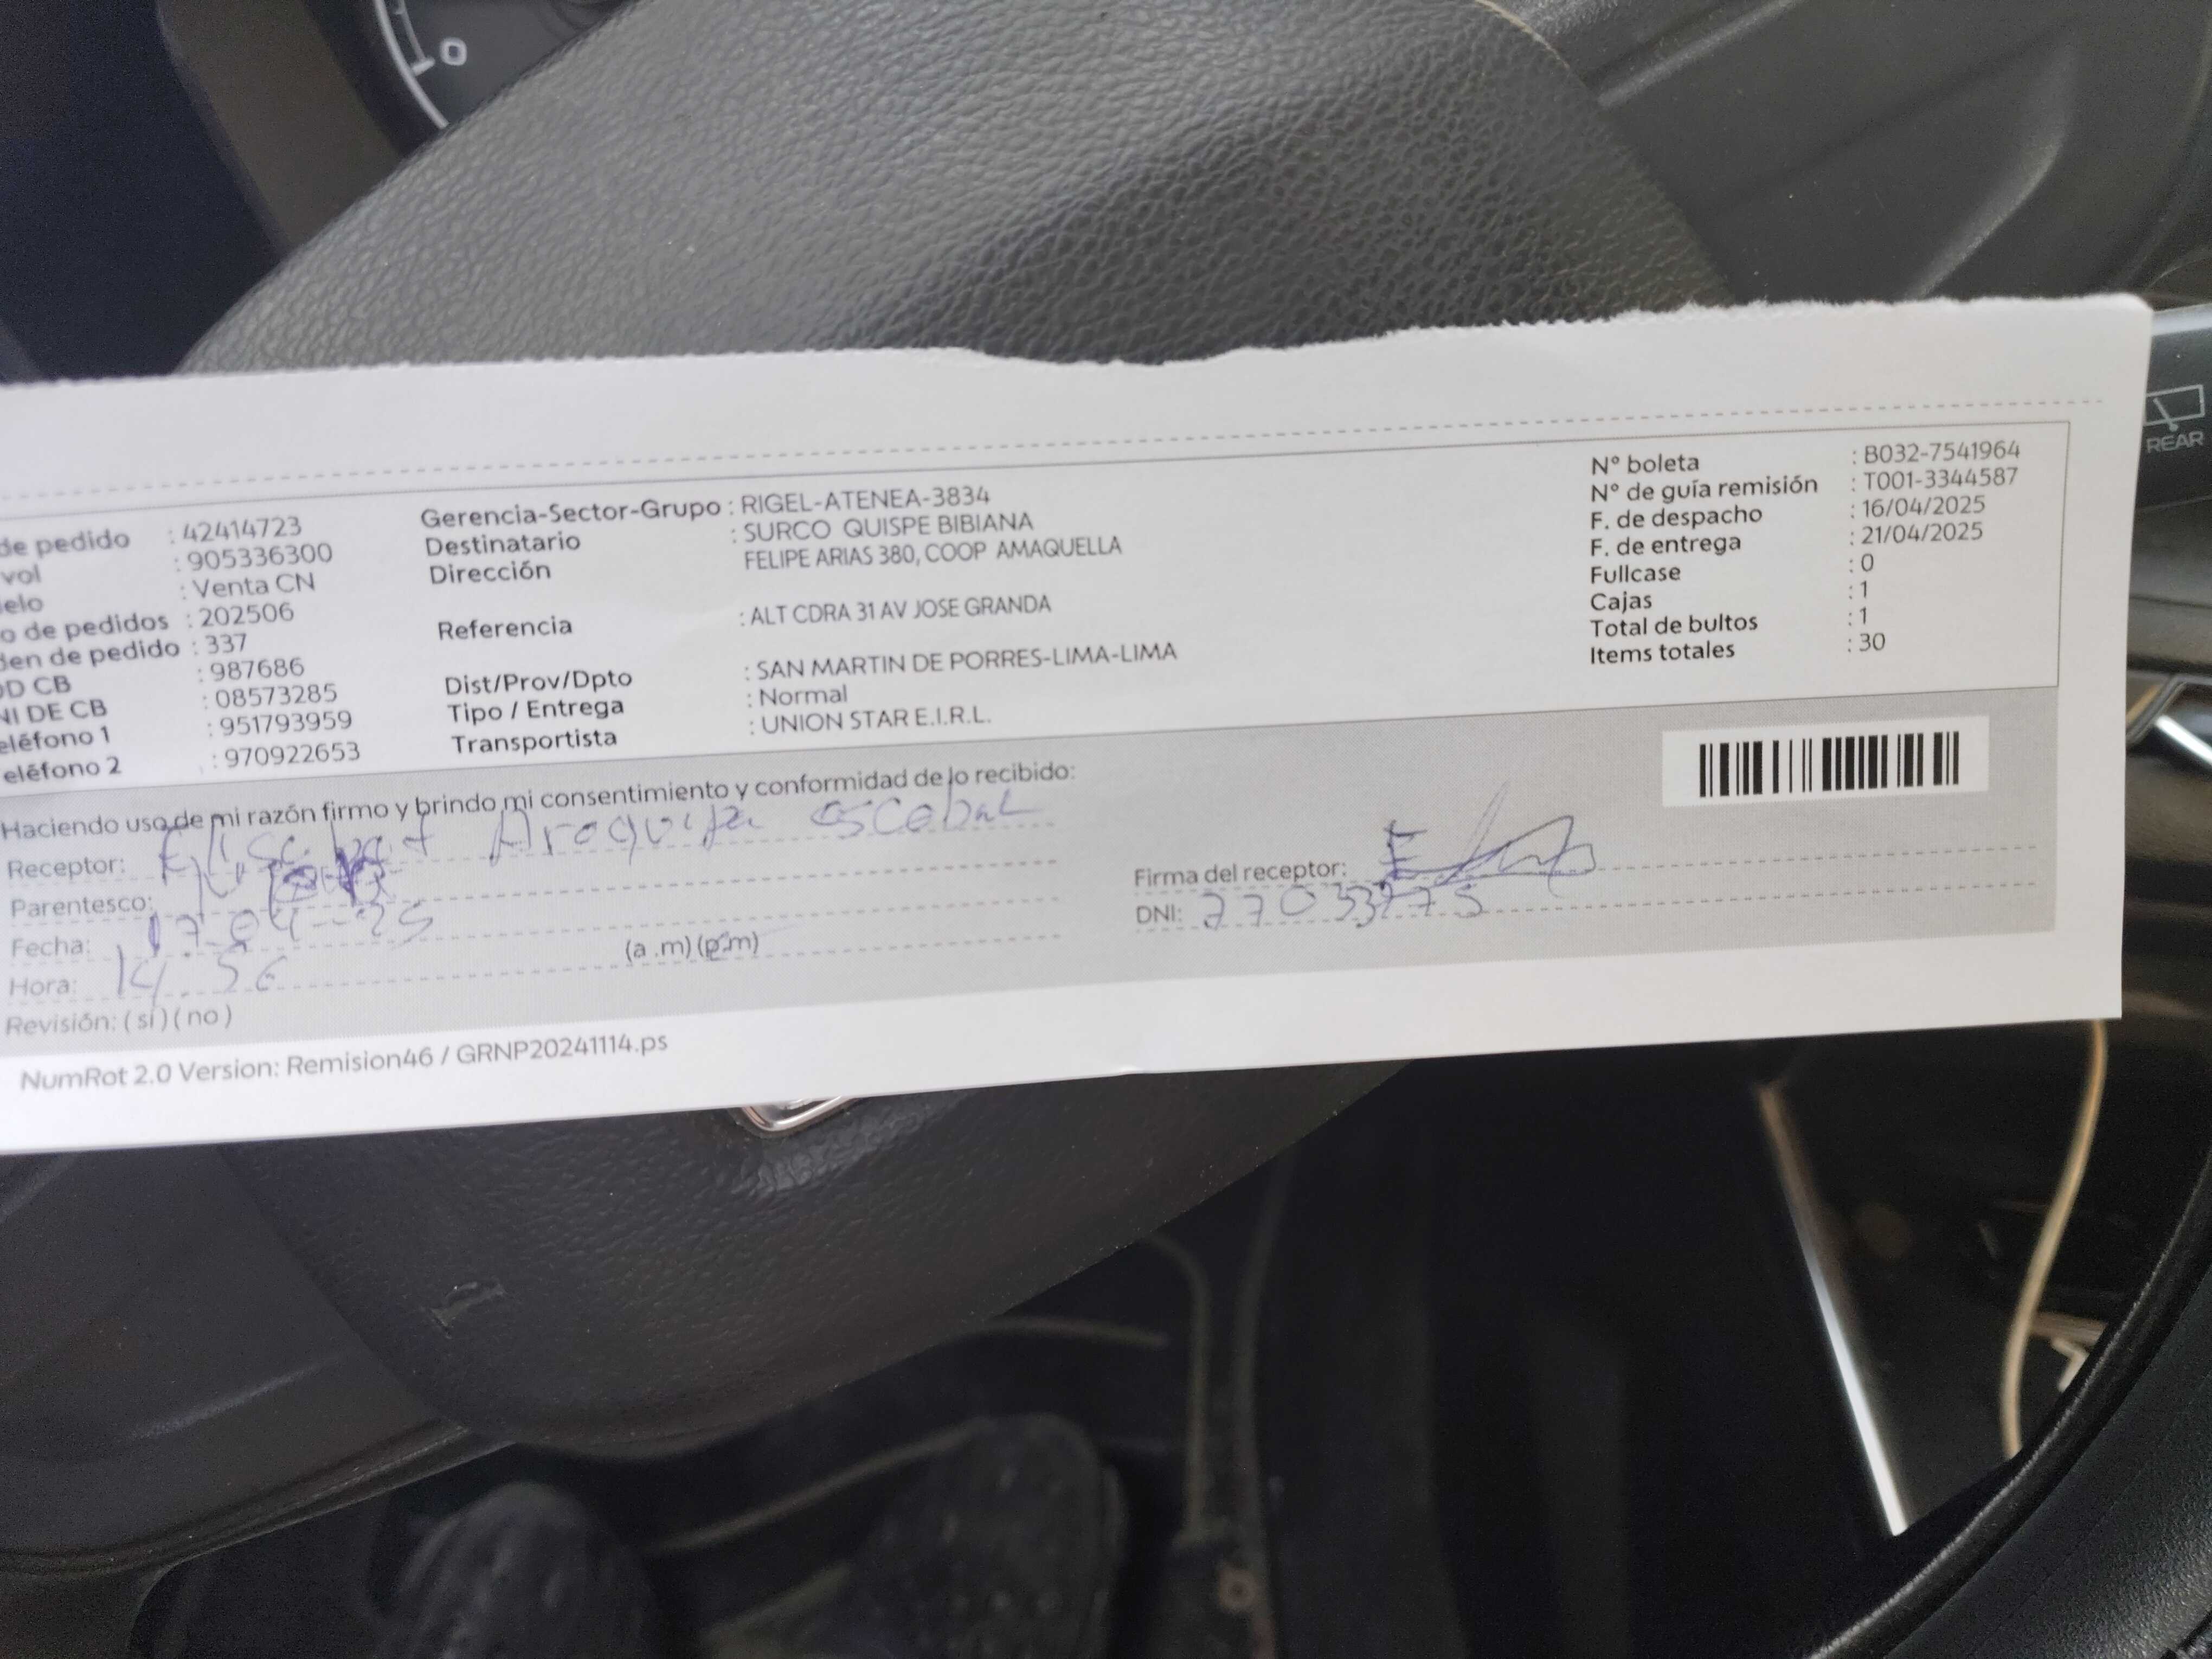 0
REAR
de pedido : 42414723
vol : 905336300
elo : Venta CN
o de pedidos : 202506
den de pedido : 337
OD CB : 987686
NI DE CB : 08573285
eléfono 1 : 951793959
eléfono 2 : 970922653
Gerencia-Sector-Grupo : RIGEL-ATENEA-3834
Destinatario : SURCO QUISPE BIBIANA
Dirección FELIPE ARIAS 380, COOP AMAQUELLA
Referencia : ALT CDRA 31 AV JOSE GRANDA
Dist/Prov/Dpto : SAN MARTIN DE PORRES-LIMA-LIMA
Tipo / Entrega : Normal
Transportista : UNION STAR E.I.R.L.
N° boleta : B032-7541964
N° de guía remisión : T001-3344587
F. de despacho : 16/04/2025
F. de entrega : 21/04/2025
Fullcase : 0
Cajas : 1
Total de bultos : 1
Items totales : 30
Haciendo uso de mi razón firmo y brindo mi consentimiento y conformidad de lo recibido:
Receptor: Aroquipa escobal
Parentesco:
Fecha: 17-04-25
Hora: 14.56 (a .m) (p.m)
Revisión: ( sí ) ( no )
Firma del receptor:
DNI:
NumRot 2.0 Version: Remision46 / GRNP20241114.ps